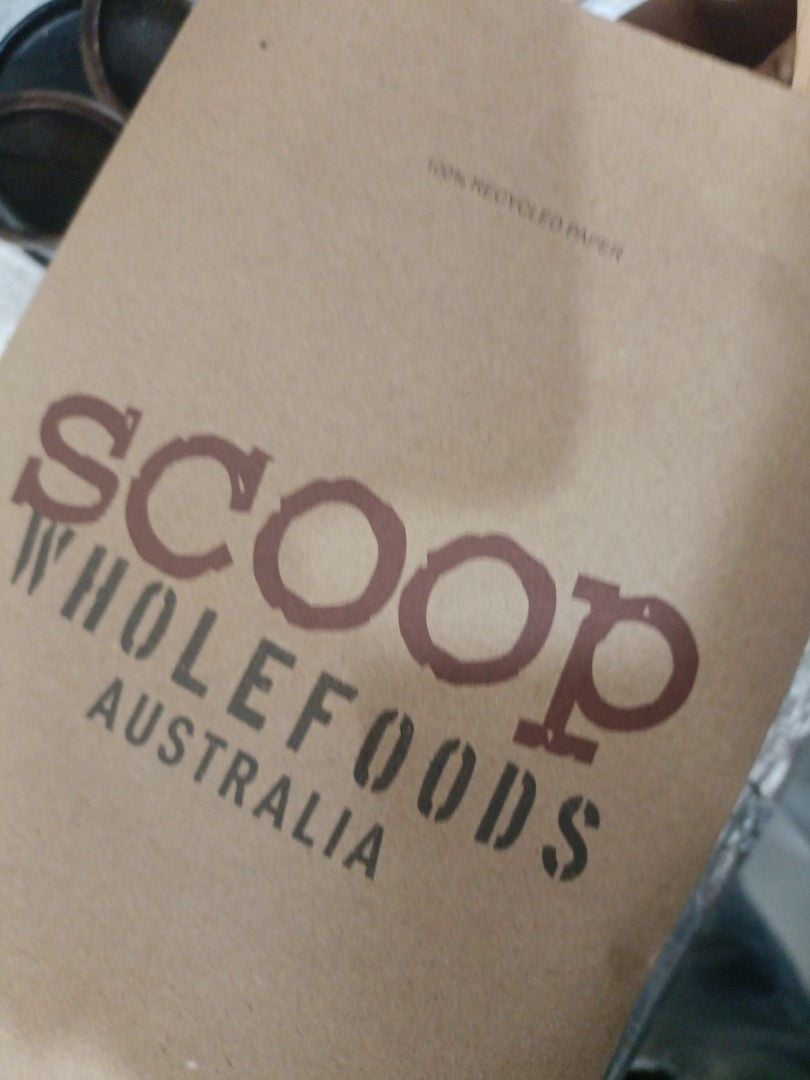 100% RECYCLED PAPER
scoop
WHOLEFOODS
AUSTRALIA